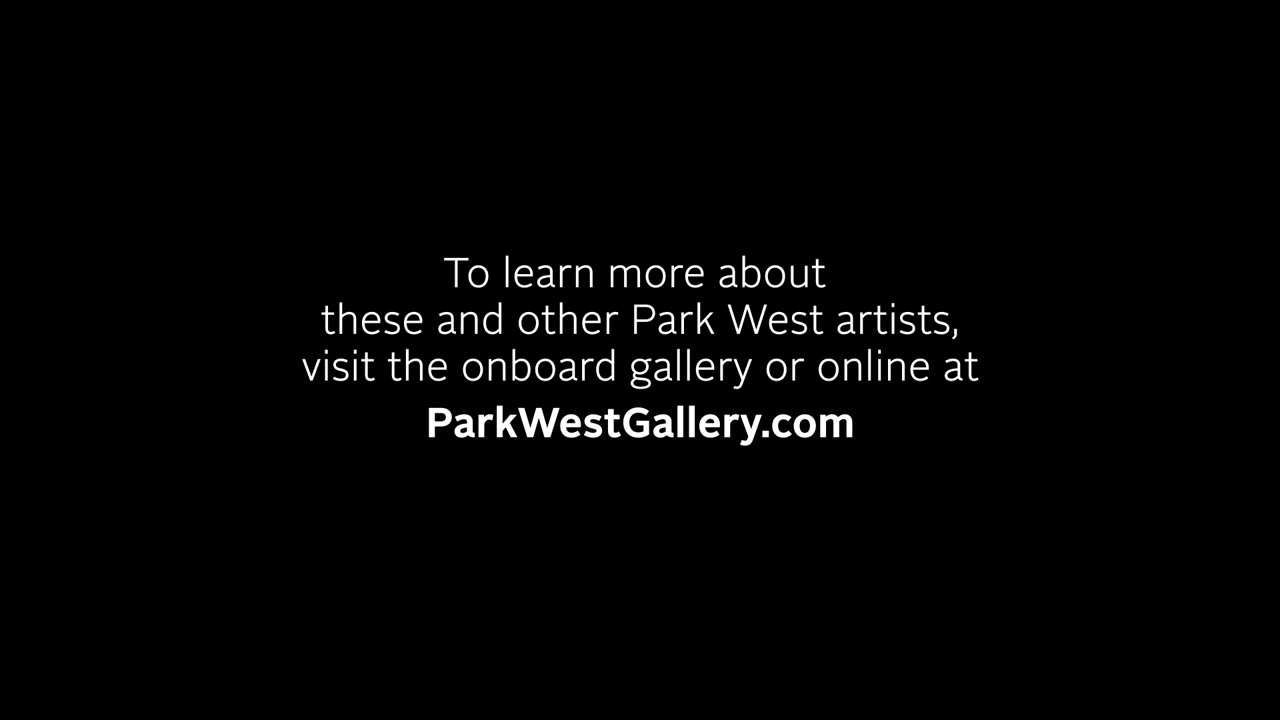 To learn more about
these and other Park West artists,
visit the onboard gallery or online at
ParkWestGallery.com